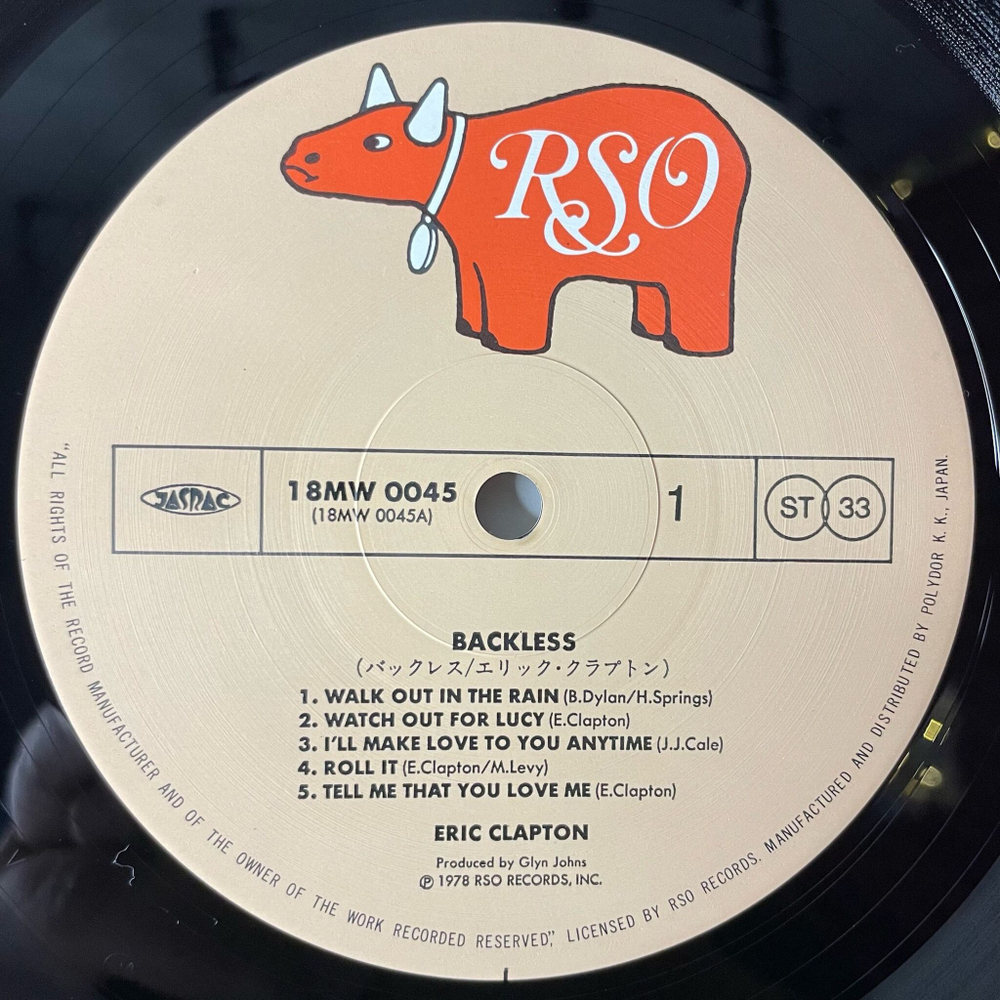 RSO
JASRAC
18MW 0045
(18MW 0045A)
1
ST 33
BACKLESS
(バックレス/エリック・クラプトン)
1. WALK OUT IN THE RAIN (B.Dylan/H.Springs)
2. WATCH OUT FOR LUCY (E.Clapton)
3. I'LL MAKE LOVE TO YOU ANYTIME (J.J.Cale)
4. ROLL IT (E.Clapton/M.Levy)
5. TELL ME THAT YOU LOVE ME (E.Clapton)
ERIC CLAPTON
Produced by Glyn Johns
℗ 1978 RSO RECORDS, INC.
"ALL RIGHTS OF THE RECORD MANUFACTURER AND OF THE OWNER OF THE WORK RECORDED RESERVED", LICENSED BY RSO RECORDS. MANUFACTURED AND DISTRIBUTED BY POLYDOR K. K., JAPAN.